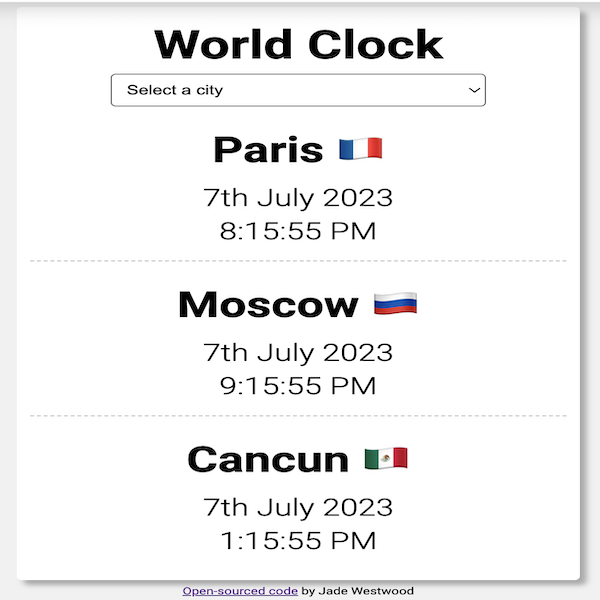 World Clock
Select a city
Paris
7th July 2023
8:15:55 PM
Moscow
7th July 2023
9:15:55 PM
Cancun
7th July 2023
1:15:55 PM
Open-sourced code by Jade Westwood